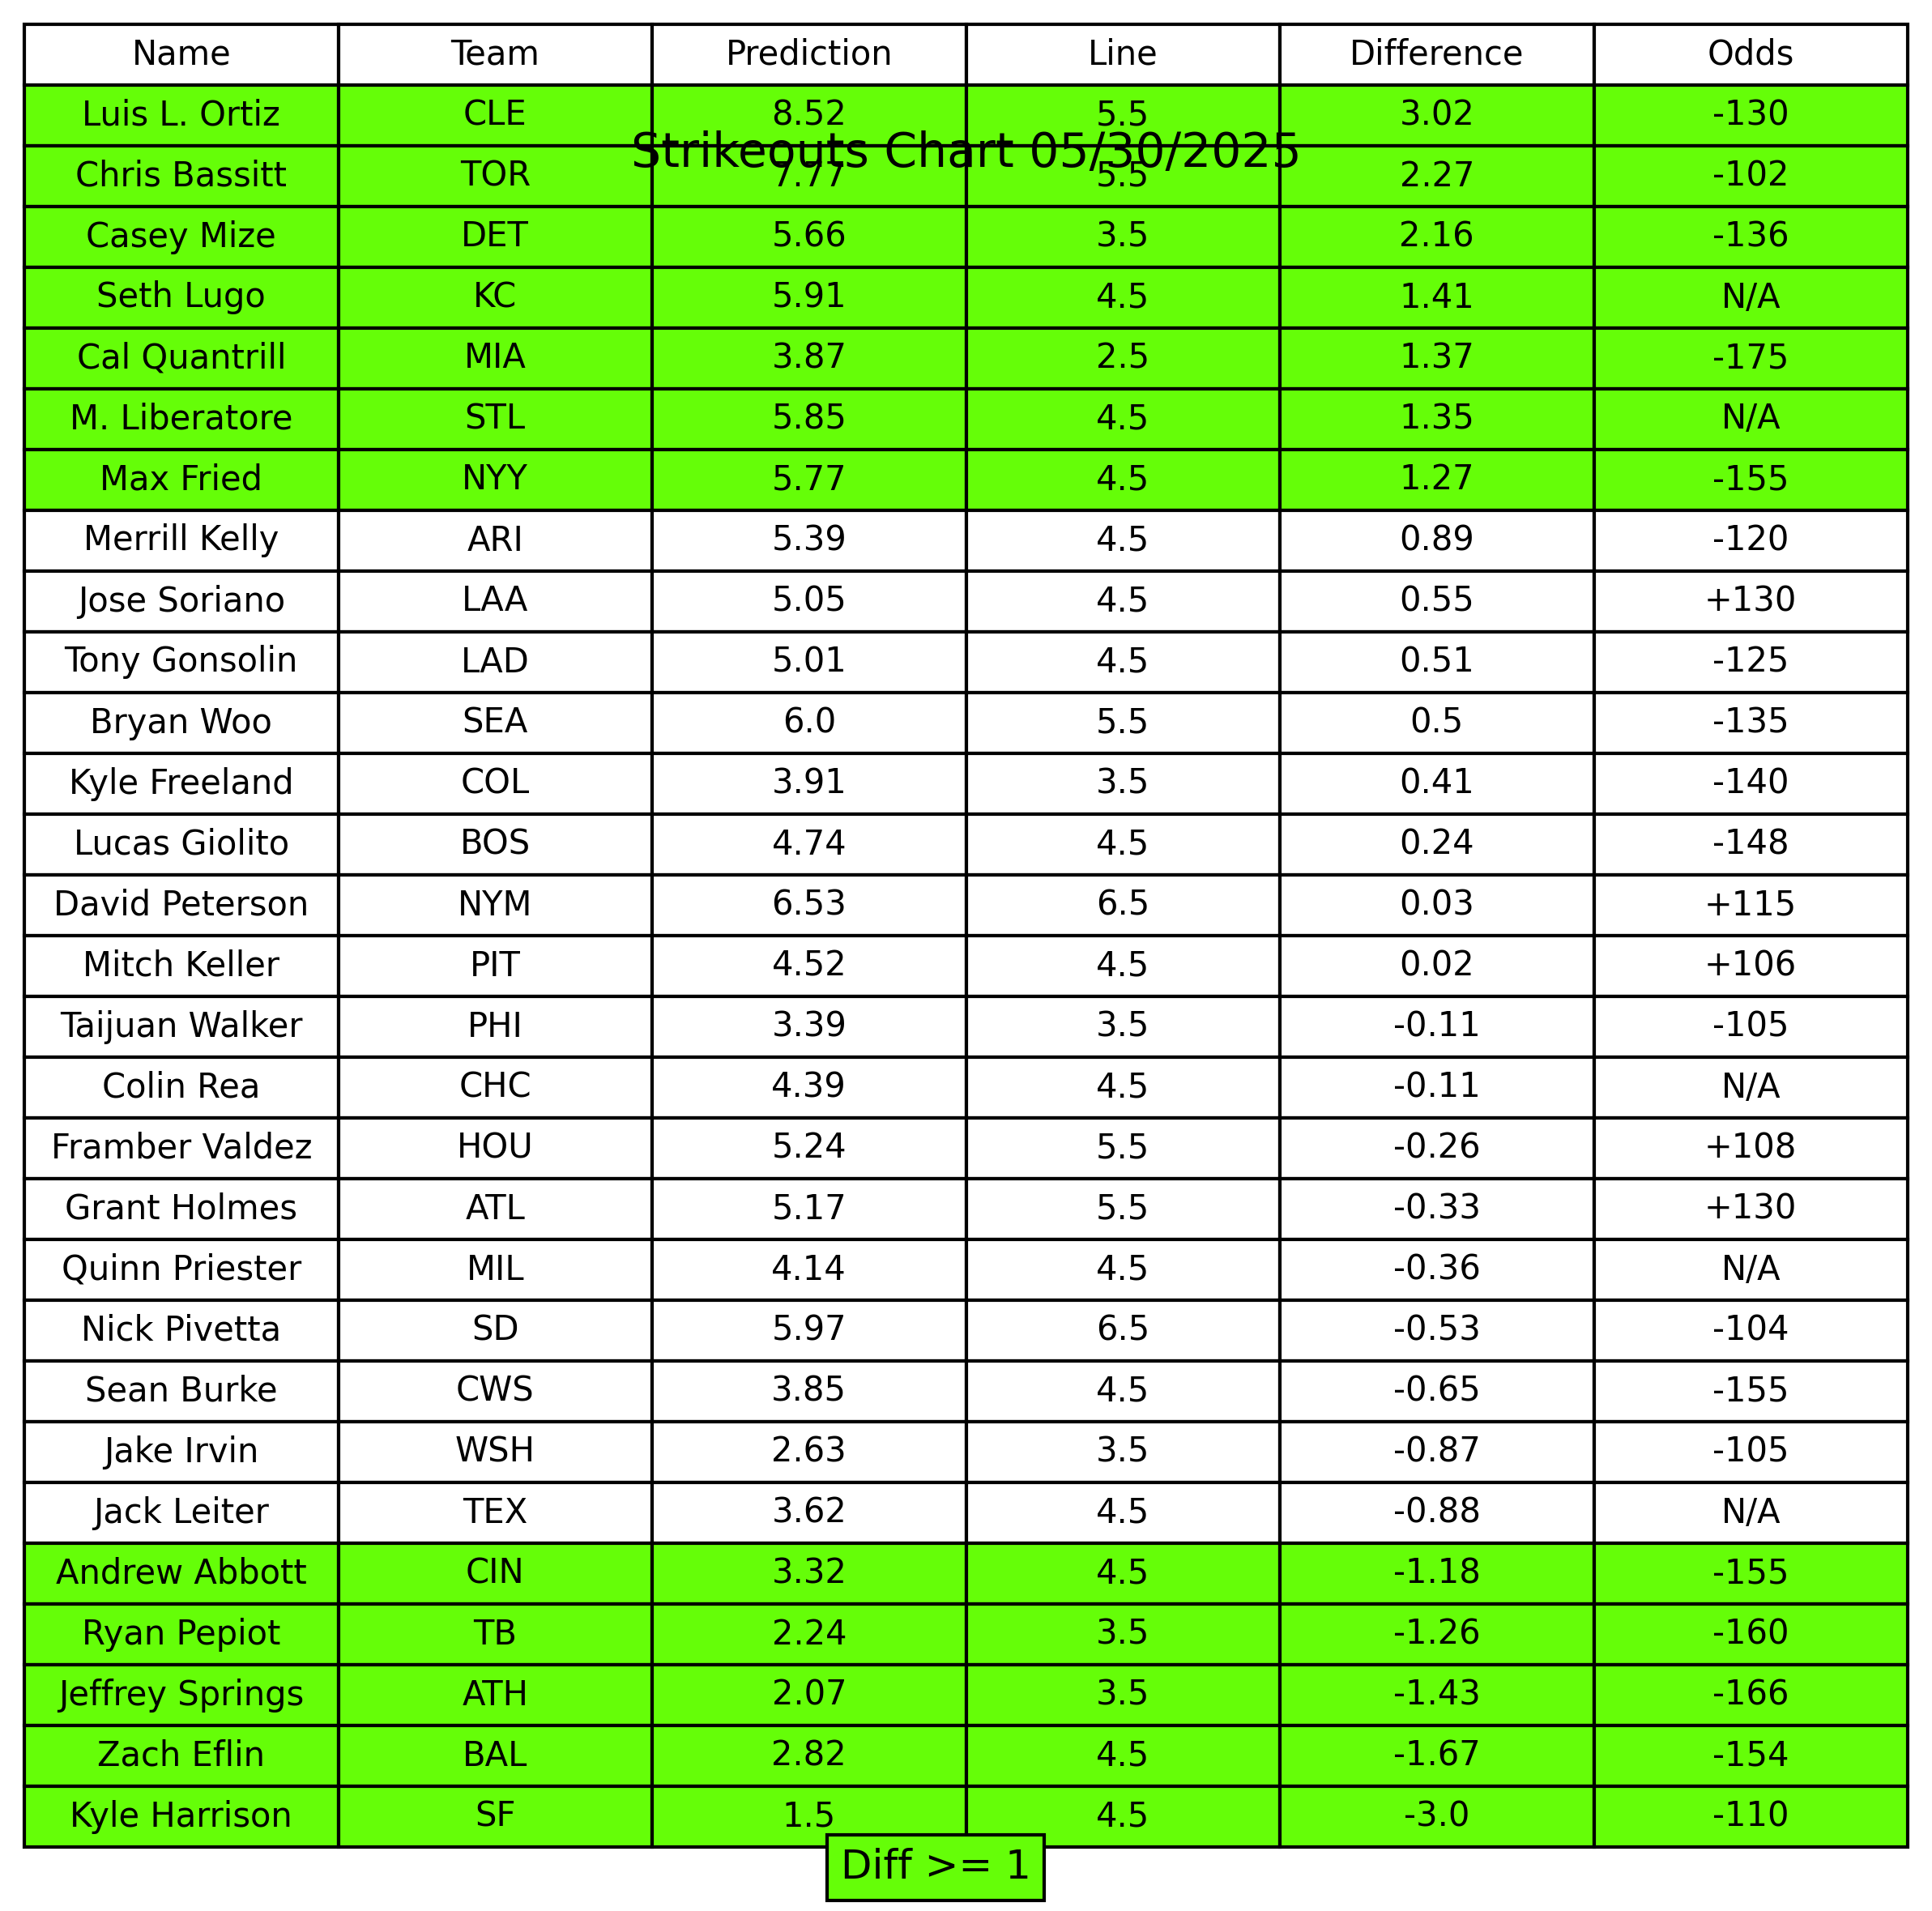 Name Team Prediction Line Difference Odds
Luis L. Ortiz CLE 8.52 5.5 3.02 -130
Strikeouts Chart 05/30/2025
Chris Bassitt TOR 7.77 5.5 2.27 -102
Casey Mize DET 5.66 3.5 2.16 -136
Seth Lugo KC 5.91 4.5 1.41 N/A
Cal Quantrill MIA 3.87 2.5 1.37 -175
M. Liberatore STL 5.85 4.5 1.35 N/A
Max Fried NYY 5.77 4.5 1.27 -155
Merrill Kelly ARI 5.39 4.5 0.89 -120
Jose Soriano LAA 5.05 4.5 0.55 +130
Tony Gonsolin LAD 5.01 4.5 0.51 -125
Bryan Woo SEA 6.0 5.5 0.5 -135
Kyle Freeland COL 3.91 3.5 0.41 -140
Lucas Giolito BOS 4.74 4.5 0.24 -148
David Peterson NYM 6.53 6.5 0.03 +115
Mitch Keller PIT 4.52 4.5 0.02 +106
Taijuan Walker PHI 3.39 3.5 -0.11 -105
Colin Rea CHC 4.39 4.5 -0.11 N/A
Framber Valdez HOU 5.24 5.5 -0.26 +108
Grant Holmes ATL 5.17 5.5 -0.33 +130
Quinn Priester MIL 4.14 4.5 -0.36 N/A
Nick Pivetta SD 5.97 6.5 -0.53 -104
Sean Burke CWS 3.85 4.5 -0.65 -155
Jake Irvin WSH 2.63 3.5 -0.87 -105
Jack Leiter TEX 3.62 4.5 -0.88 N/A
Andrew Abbott CIN 3.32 4.5 -1.18 -155
Ryan Pepiot TB 2.24 3.5 -1.26 -160
Jeffrey Springs ATH 2.07 3.5 -1.43 -166
Zach Eflin BAL 2.82 4.5 -1.67 -154
Kyle Harrison SF 1.5 4.5 -3.0 -110
Diff >= 1